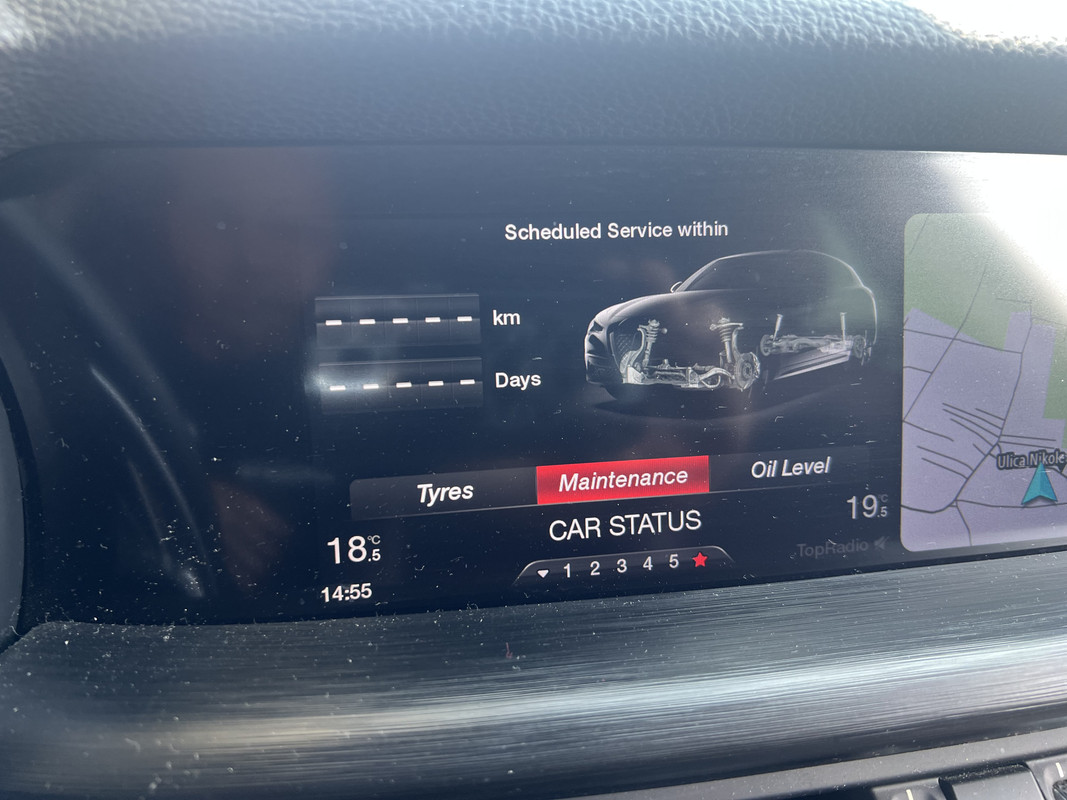 Scheduled Service within
– – – – – km
– – – – – Days
Tyres Maintenance Oil Level
CAR STATUS
18.5 °C
19.5 °C
14:55
1 2 3 4 5
TopRadio
Ulica Nikole